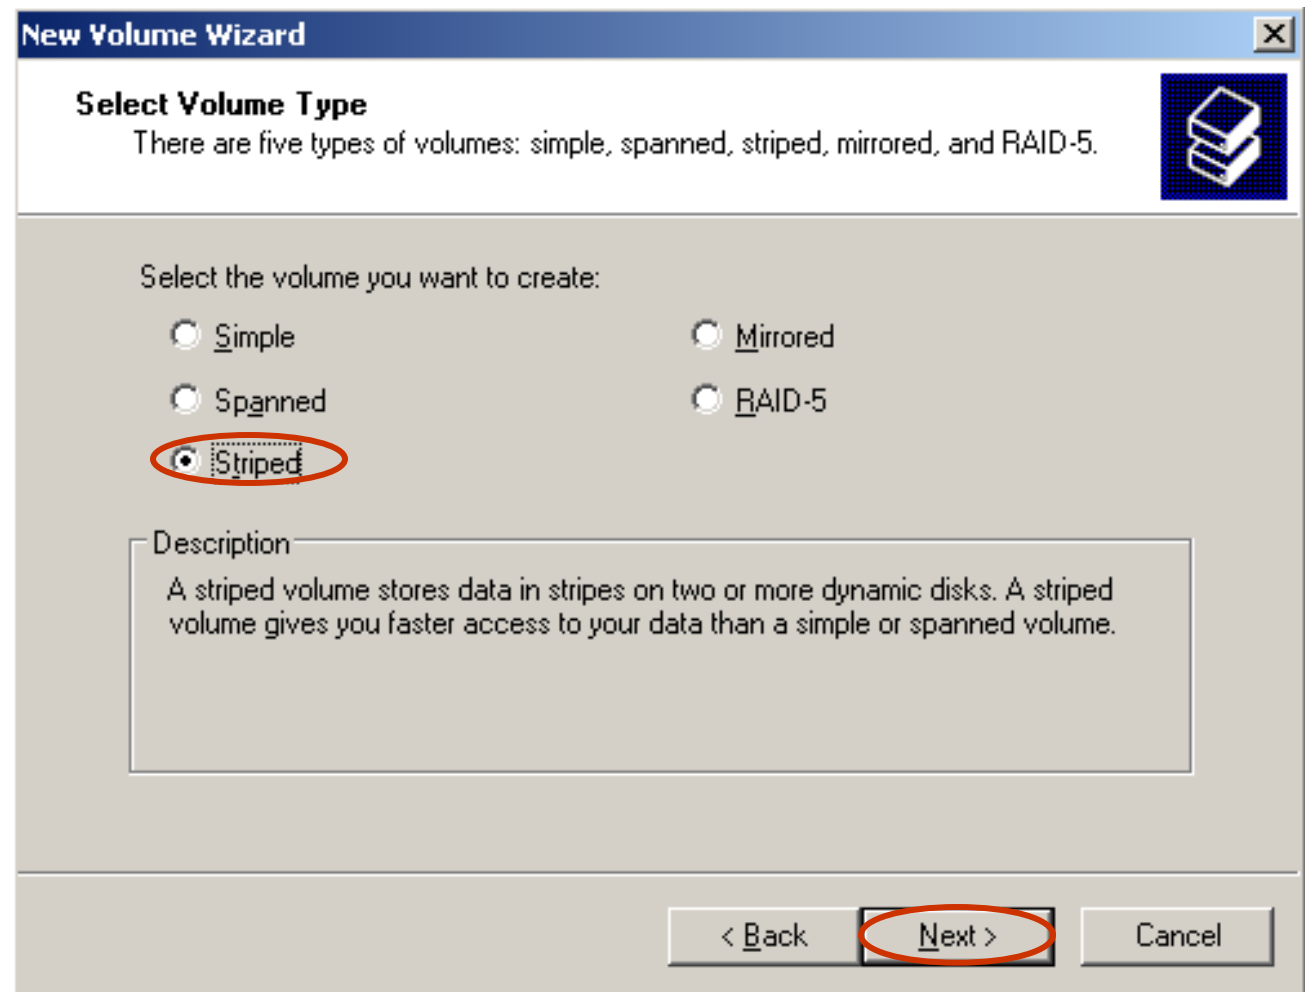 New Volume Wizard
Select Volume Type
There are five types of volumes: simple, spanned, striped, mirrored, and RAID-5.
Select the volume you want to create:
Simple
Mirrored
Spanned
RAID-5
Striped
Description
A striped volume stores data in stripes on two or more dynamic disks. A striped
volume gives you faster access to your data than a simple or spanned volume.
< Back
Next >
Cancel